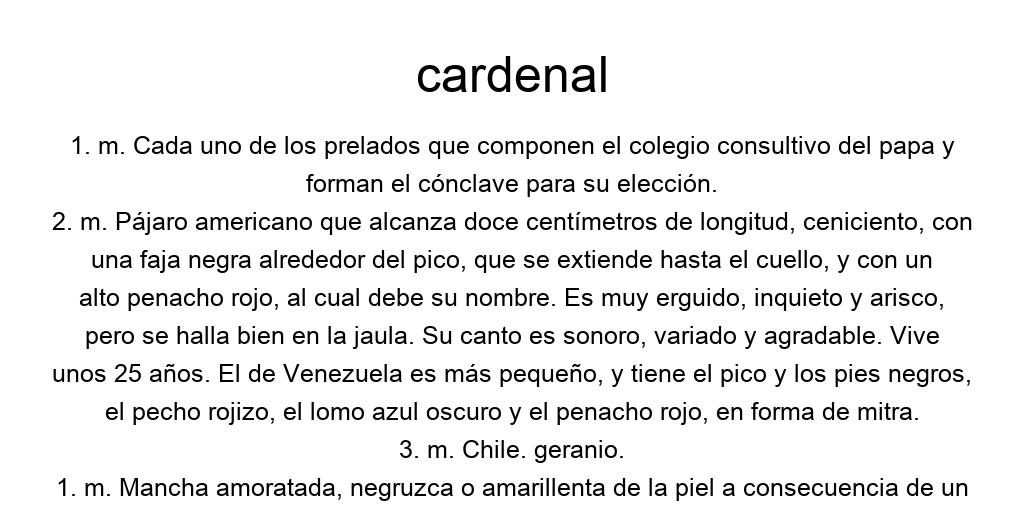 cardenal
1. m. Cada uno de los prelados que componen el colegio consultivo del papa y
forman el cónclave para su elección.
2. m. Pájaro americano que alcanza doce centímetros de longitud, ceniciento, con
una faja negra alrededor del pico, que se extiende hasta el cuello, y con un
alto penacho rojo, al cual debe su nombre. Es muy erguido, inquieto y arisco,
pero se halla bien en la jaula. Su canto es sonoro, variado y agradable. Vive
unos 25 años. El de Venezuela es más pequeño, y tiene el pico y los pies negros,
el pecho rojizo, el lomo azul oscuro y el penacho rojo, en forma de mitra.
3. m. Chile. geranio.
1. m. Mancha amoratada, negruzca o amarillenta de la piel a consecuencia de un